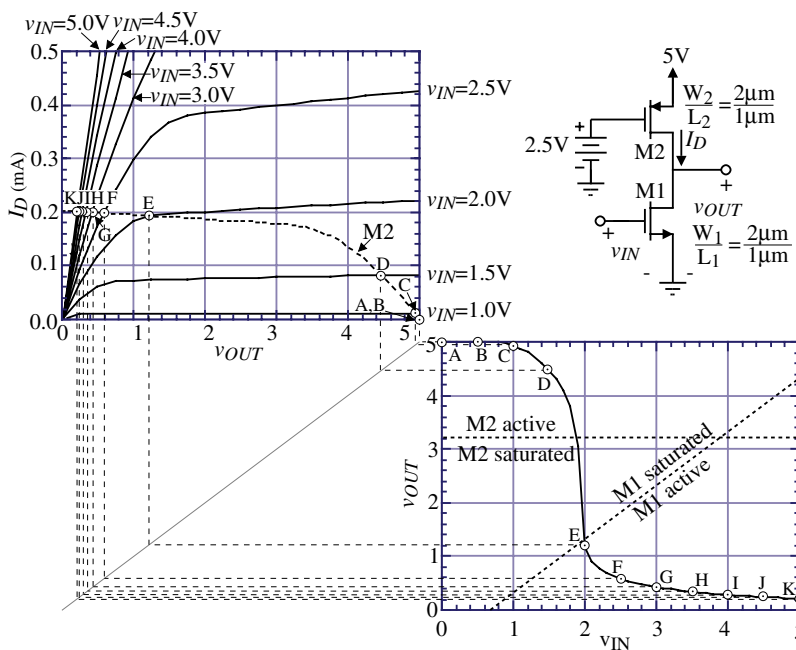 vIN=5.0V
vIN=4.5V
vIN=4.0V
vIN=3.5V
vIN=3.0V
0.5
0.4
0.3
0.2
0.1
0.0
ID (mA)
K J I H F
G
E
M2
D
C
A,B
vIN=2.5V
vIN=2.0V
vIN=1.5V
vIN=1.0V
0 1 2 3 4 5
vOUT
5V
W2/L2 = 2μm/1μm
+
2.5V
-
M2
ID
M1
+
vOUT
vIN
+
W1/L1 = 2μm/1μm
-
-
5
4
3
2
1
0
vOUT
A B C
D
M2 active
M2 saturated
M1 saturated
M1 active
E
F G H I J K
0 1 2 3 4 5
vIN